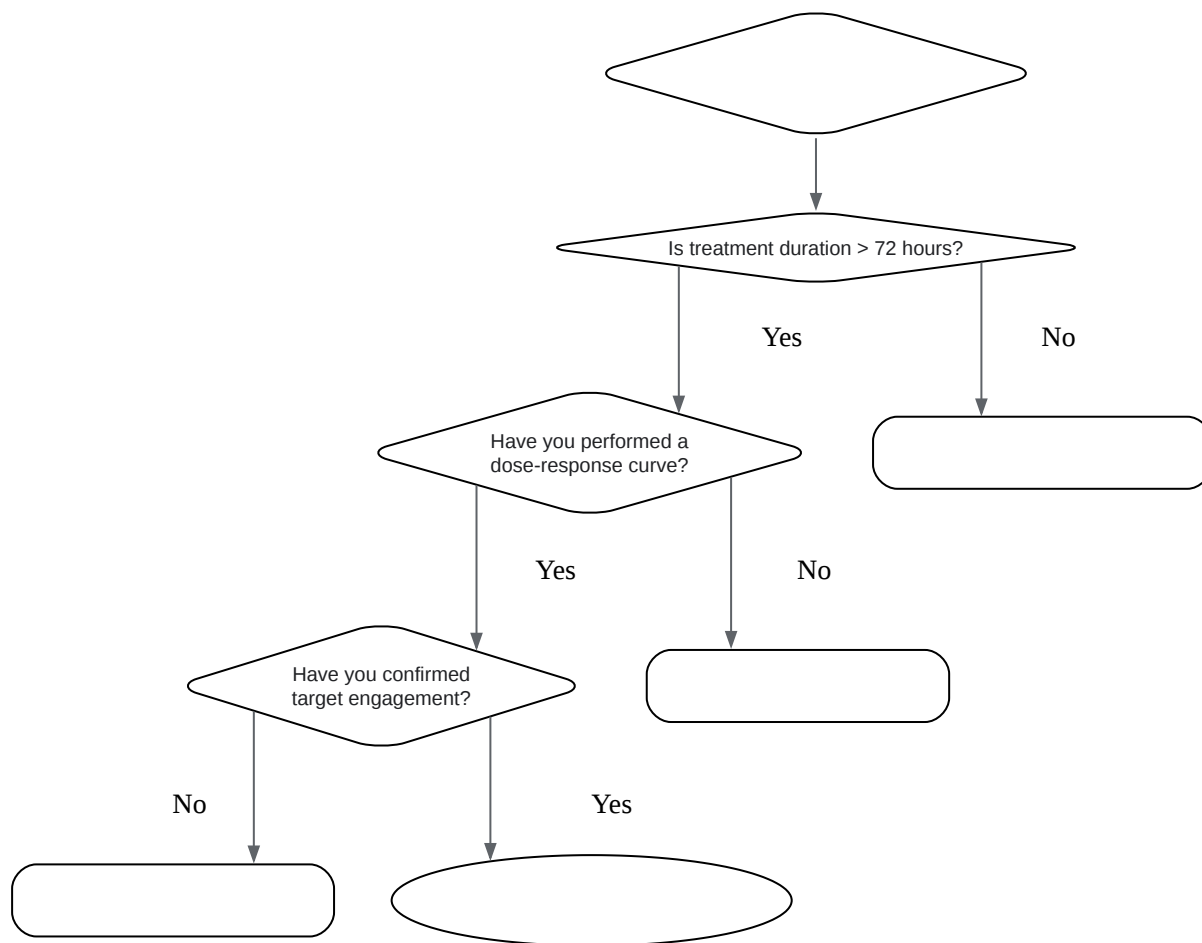 Is treatment duration > 72 hours?
Yes
No
Have you performed a
dose-response curve?
Yes
No
Have you confirmed
target engagement?
No
Yes